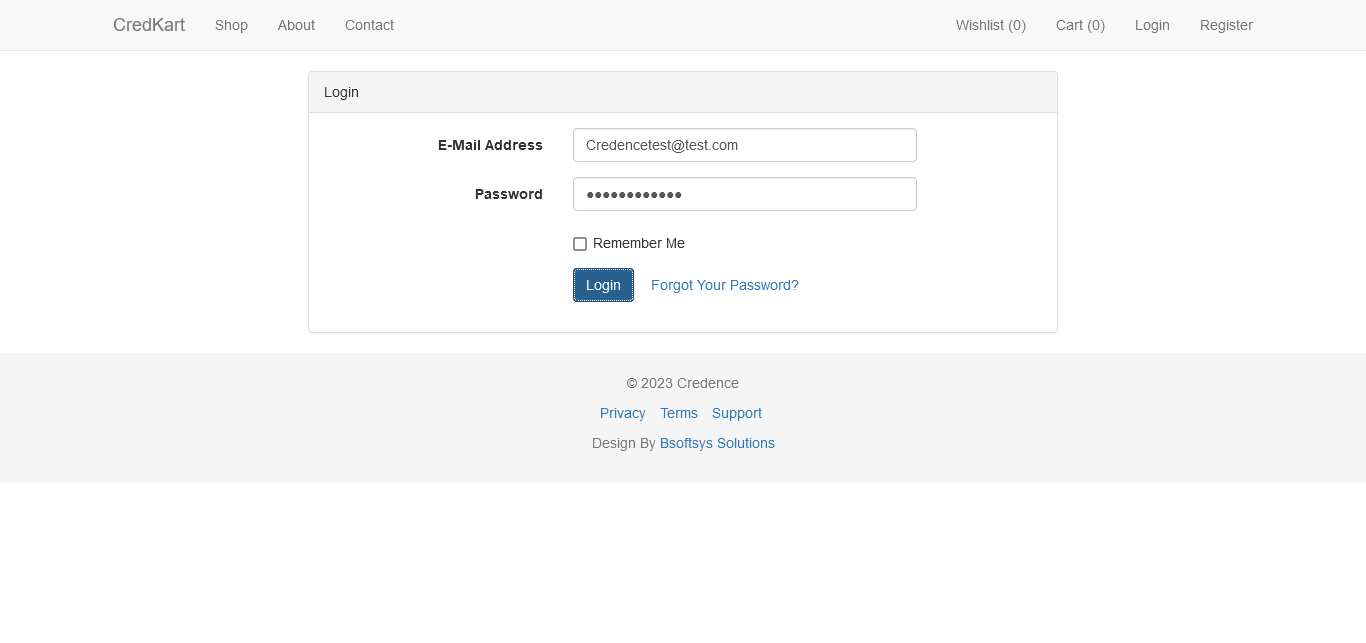 CredKart Shop About Contact Wishlist (0) Cart (0) Login Register
Login
E-Mail Address Credencetest@test.com
Password ●●●●●●●●●●●●
Remember Me
Login Forgot Your Password?
© 2023 Credence
Privacy Terms Support
Design By Bsoftsys Solutions